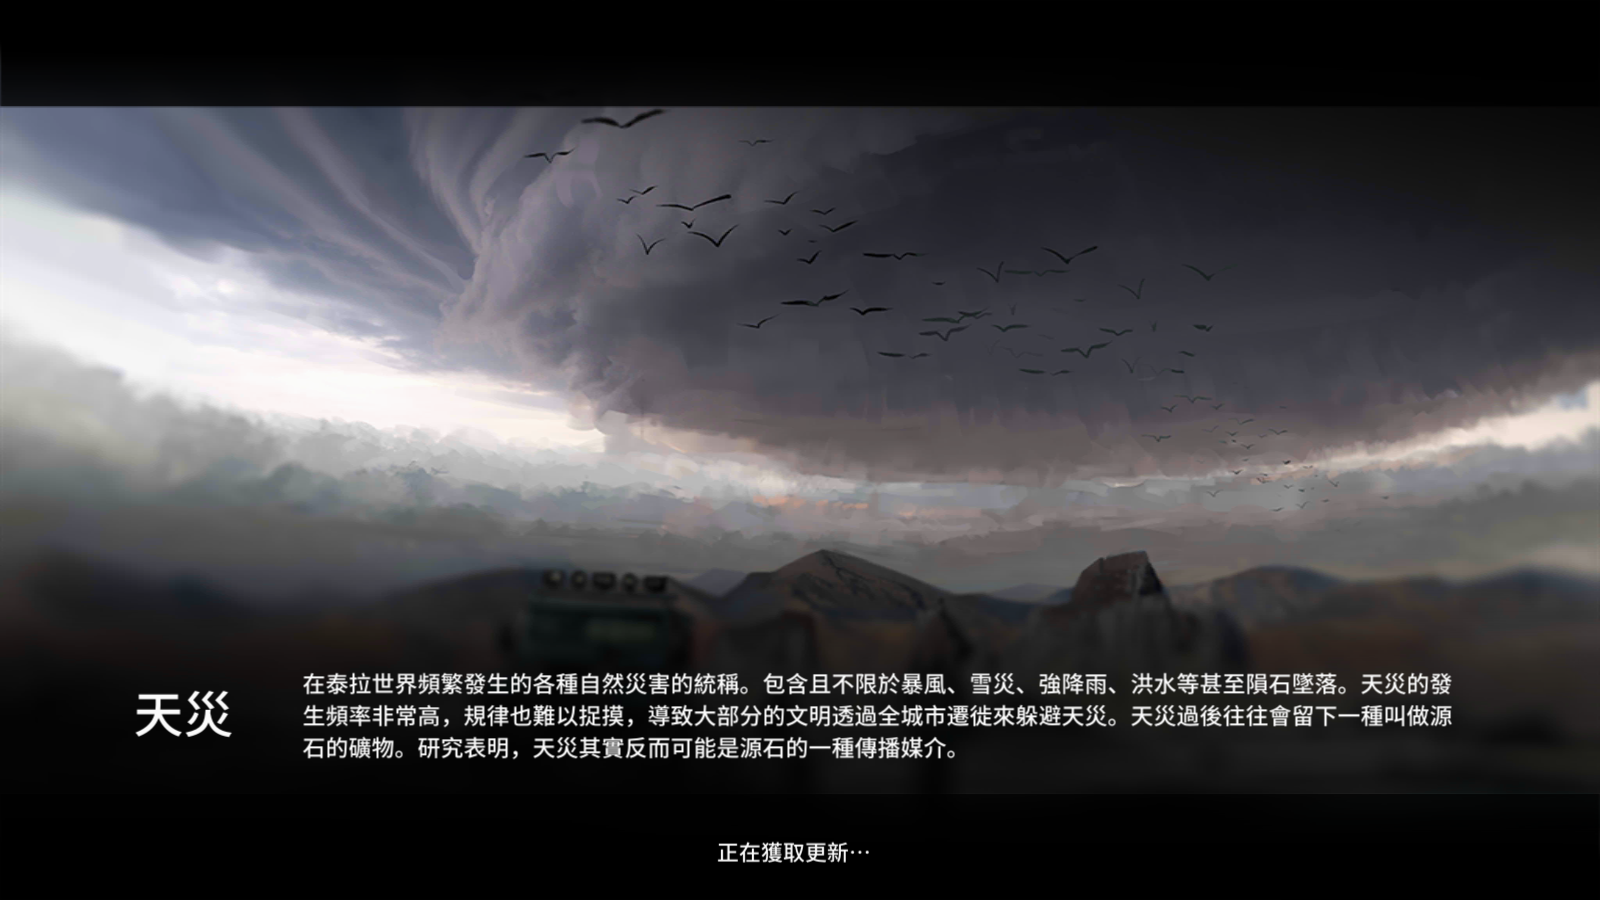 天災
在泰拉世界頻繁發生的各種自然災害的統稱。包含且不限於暴風、雪災、強降雨、洪水等甚至隕石墜落。天災的發
生頻率非常高，規律也難以捉摸，導致大部分的文明透過全城市遷徙來躲避天災。天災過後往往會留下一種叫做源
石的礦物。研究表明，天災其實反而可能是源石的一種傳播媒介。
正在獲取更新…